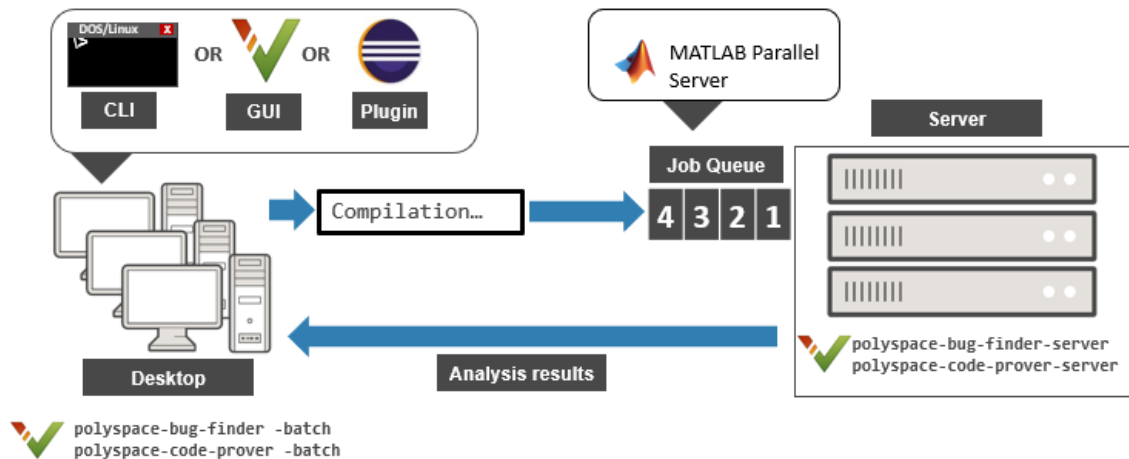 DOS/Linux X
\>
OR
OR
CLI
GUI
Plugin
MATLAB Parallel
Server
Server
Job Queue
4 3 2 1
Compilation…
Desktop
Analysis results
polyspace-bug-finder-server
polyspace-code-prover-server
polyspace-bug-finder -batch
polyspace-code-prover -batch